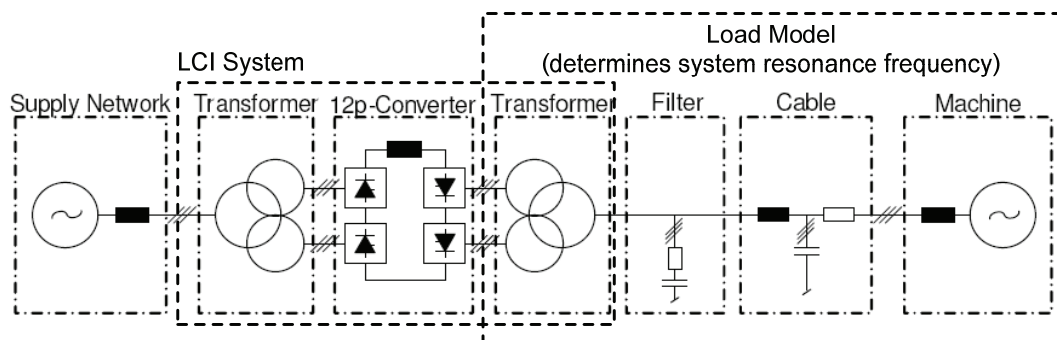 Load Model
(determines system resonance frequency)
LCI System
Supply Network
Transformer
12p-Converter
Transformer
Filter
Cable
Machine